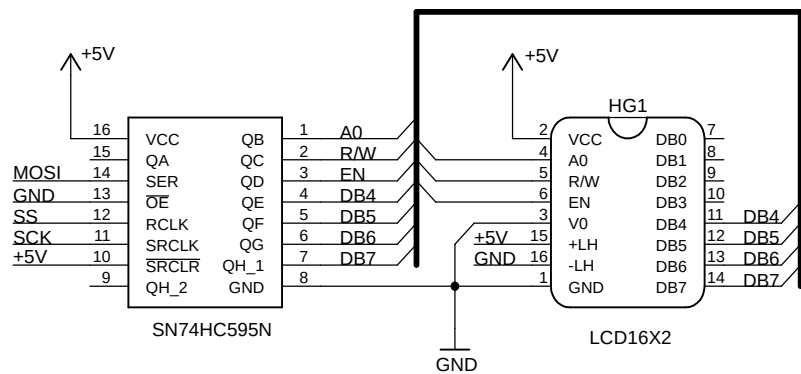 +5V
+5V
HG1
16 VCC QB 1 A0
15 QA QC 2 R/W
MOSI 14 SER QD 3 EN
GND 13 OE QE 4 DB4
SS 12 RCLK QF 5 DB5
SCK 11 SRCLK QG 6 DB6
+5V 10 SRCLR QH_1 7 DB7
9 QH_2 GND 8
SN74HC595N
2 VCC DB0 7
4 A0 DB1 8
5 R/W DB2 9
6 EN DB3 10
3 V0 DB4 11 DB4
+5V 15 +LH DB5 12 DB5
GND 16 -LH DB6 13 DB6
1 GND DB7 14 DB7
LCD16X2
GND